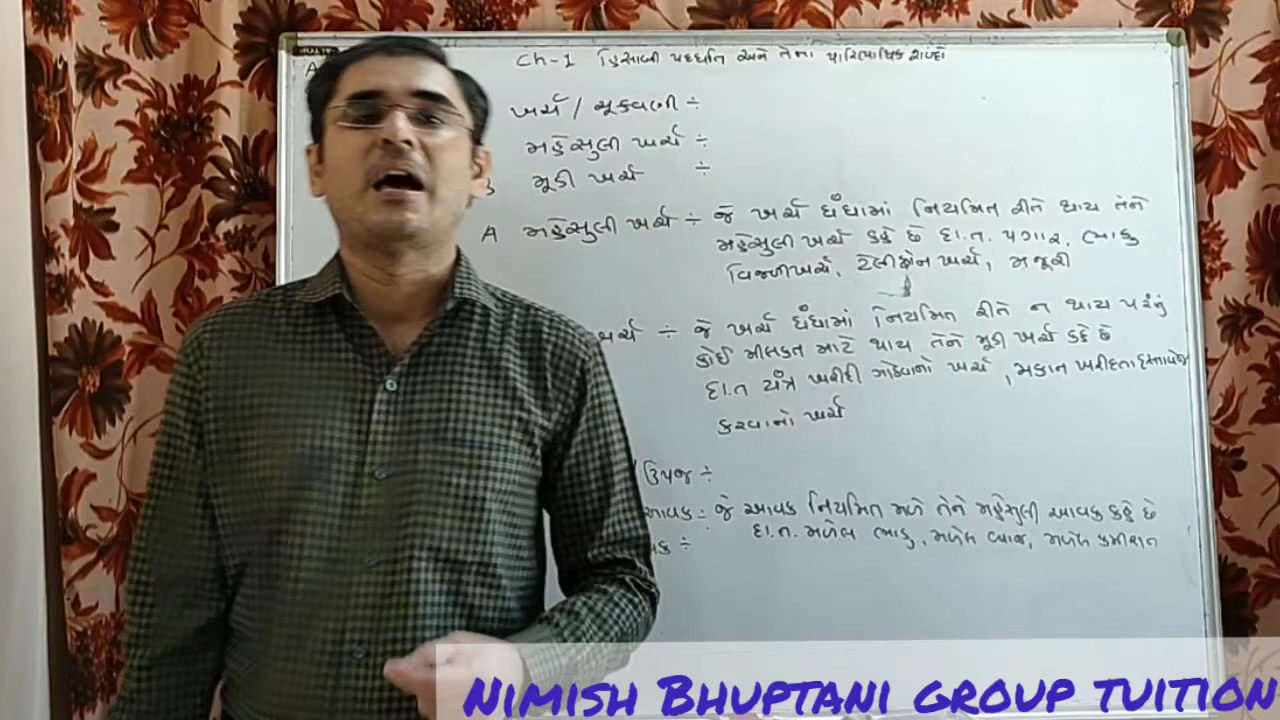 Ch-1 હિસાબી પધ્ધતિ અને તેના પારિભાષિક શબ્દો
ખર્ચ / ચૂકવણી ÷
મહેસુલી ખર્ચ ÷
મૂડી ખર્ચ ÷
A મહેસુલી ખર્ચ ÷ જે ખર્ચ ધંધામાં નિયમિત રીતે થાય તેને
મહેસુલી ખર્ચ કહે છે દા.ત. પગાર, ભાડુ
વિજળીખર્ચ, ટેલીફોન ખર્ચ, મજૂરી
ખર્ચ ÷ જે ખર્ચ ધંધામાં નિયમિત રીતે ન થાય પરંતુ
કોઈ મીલકત માટે થાય તેને મૂડી ખર્ચ કહે છે
દા.ત યંત્ર ખરીદી ગોઠવાનો ખર્ચ, મકાન ખરીદતા દસ્તાવેજ
કરવાનો ખર્ચ
/ ઉપજ ÷
આવક ÷ જે આવક નિયમિત મળે તેને મહેસુલી આવક કહે છે
દા.ત. મળેલ ભાડુ, મળેલ વ્યાજ, મળેલ કમીશન
Nimish Bhuptani group tuition